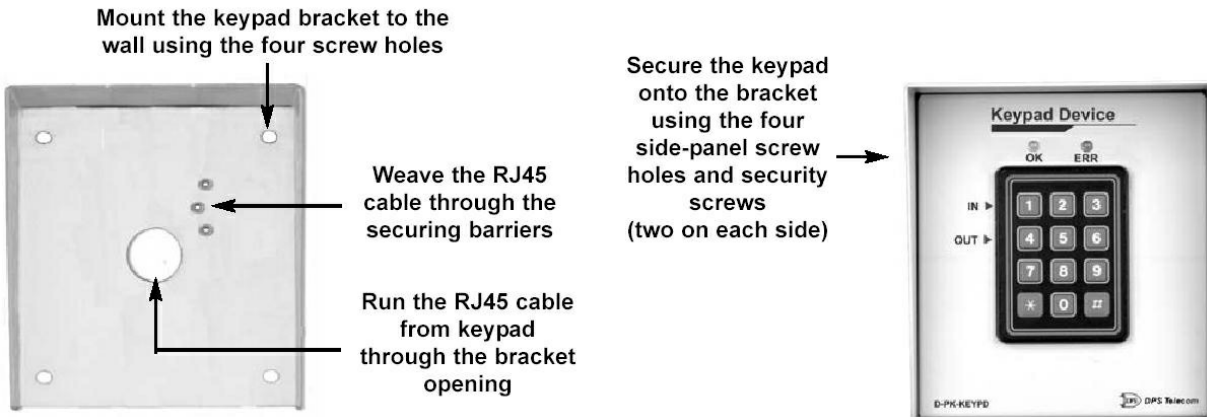 Mount the keypad bracket to the
wall using the four screw holes
Weave the RJ45
cable through the
securing barriers
Run the RJ45 cable
from keypad
through the bracket
opening
Secure the keypad
onto the bracket
using the four
side-panel screw
holes and security
screws
(two on each side)
Keypad Device
OK ERR
IN
OUT
1 2 3
4 5 6
7 8 9
* 0 #
D-PK-KEYPD
DPS DPS Telecom